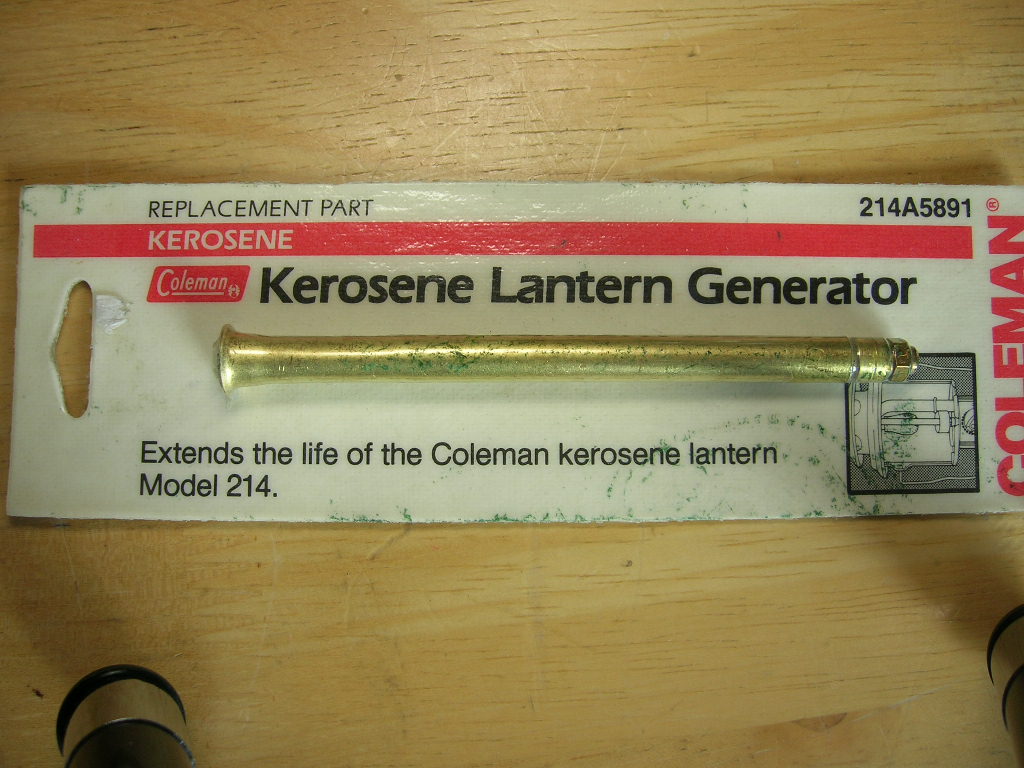 REPLACEMENT PART
214A5891
KEROSENE
Coleman Kerosene Lantern Generator
Extends the life of the Coleman kerosene lantern
Model 214.
COLEMAN®